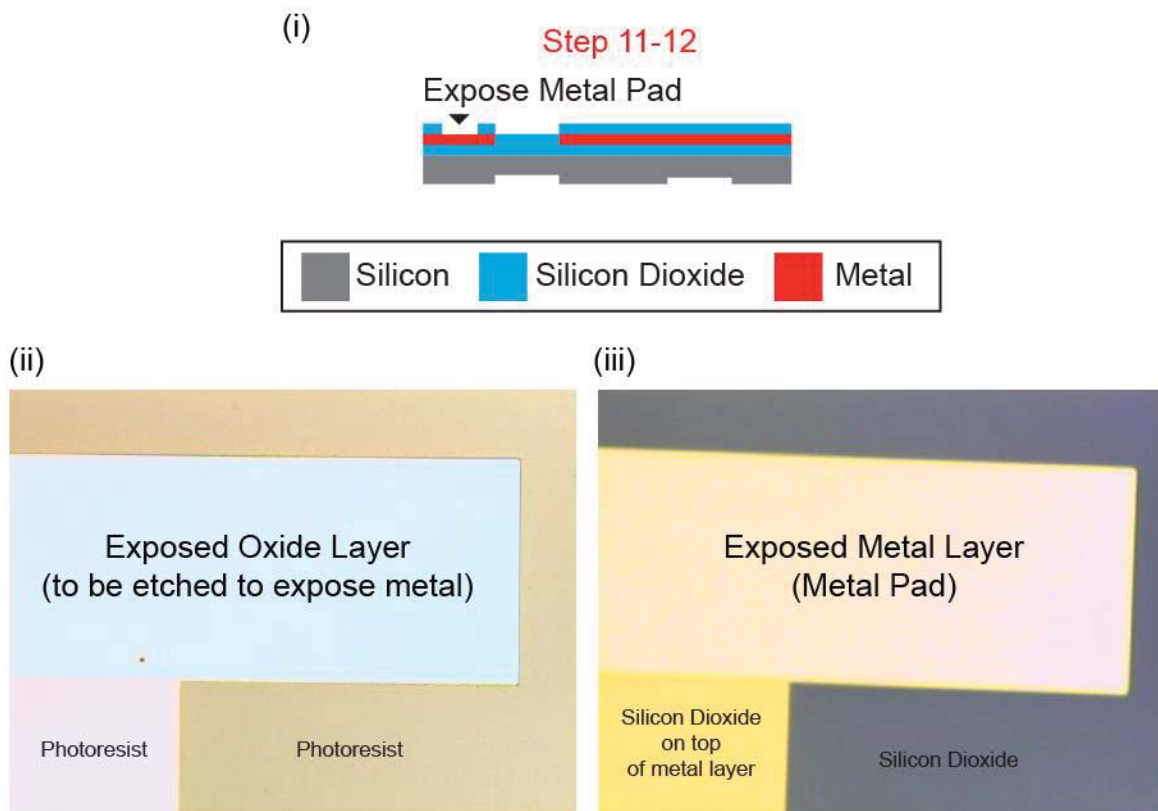 (i)
Step 11-12
Expose Metal Pad
Silicon
Silicon Dioxide
Metal
(ii)
(iii)
Exposed Oxide Layer
(to be etched to expose metal)
Photoresist
Photoresist
Exposed Metal Layer
(Metal Pad)
Silicon Dioxide
on top
of metal layer
Silicon Dioxide